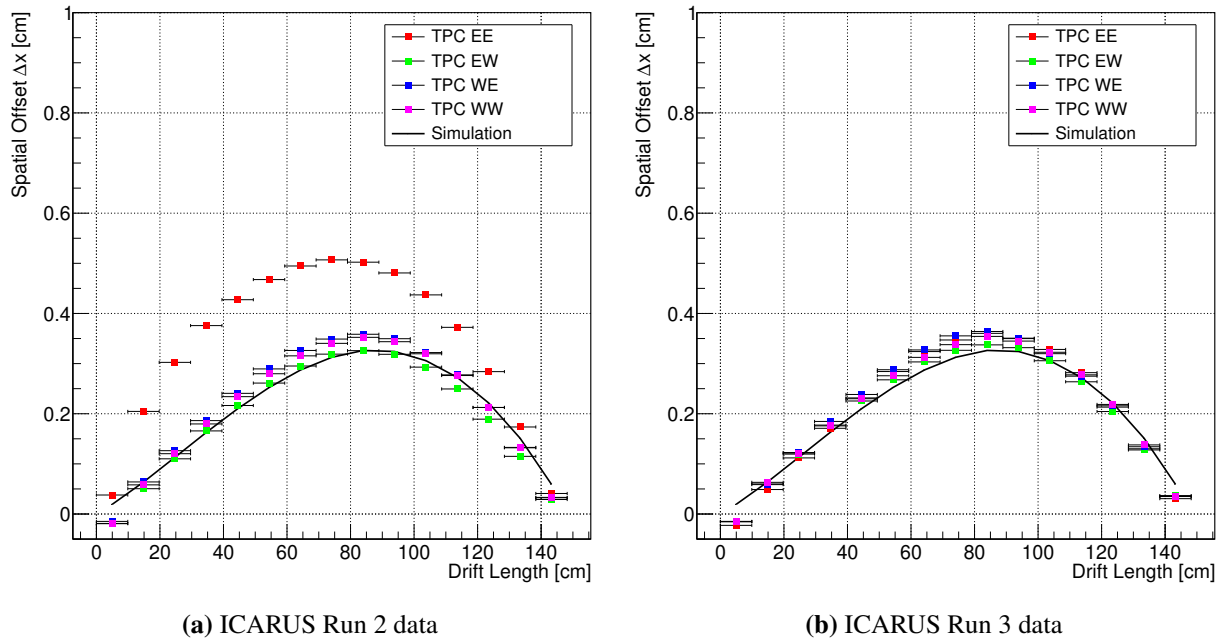 Spatial Offset Δx [cm]
1
0.8
0.6
0.4
0.2
0
TPC EE
TPC EW
TPC WE
TPC WW
Simulation
0 20 40 60 80 100 120 140
Drift Length [cm]
(a) ICARUS Run 2 data
Spatial Offset Δx [cm]
1
0.8
0.6
0.4
0.2
0
TPC EE
TPC EW
TPC WE
TPC WW
Simulation
0 20 40 60 80 100 120 140
Drift Length [cm]
(b) ICARUS Run 3 data